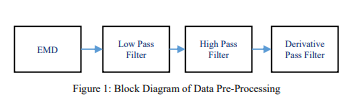 EMD
Low Pass
Filter
High Pass
Filter
Derivative
Pass Filter
Figure 1: Block Diagram of Data Pre-Processing